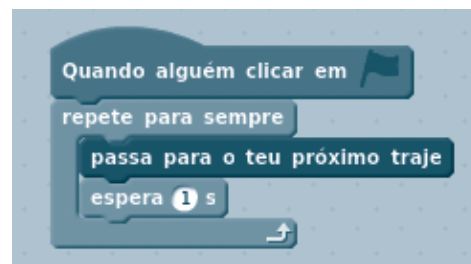 Quando alguém clicar em
repete para sempre
passa para o teu próximo traje
espera 1 s